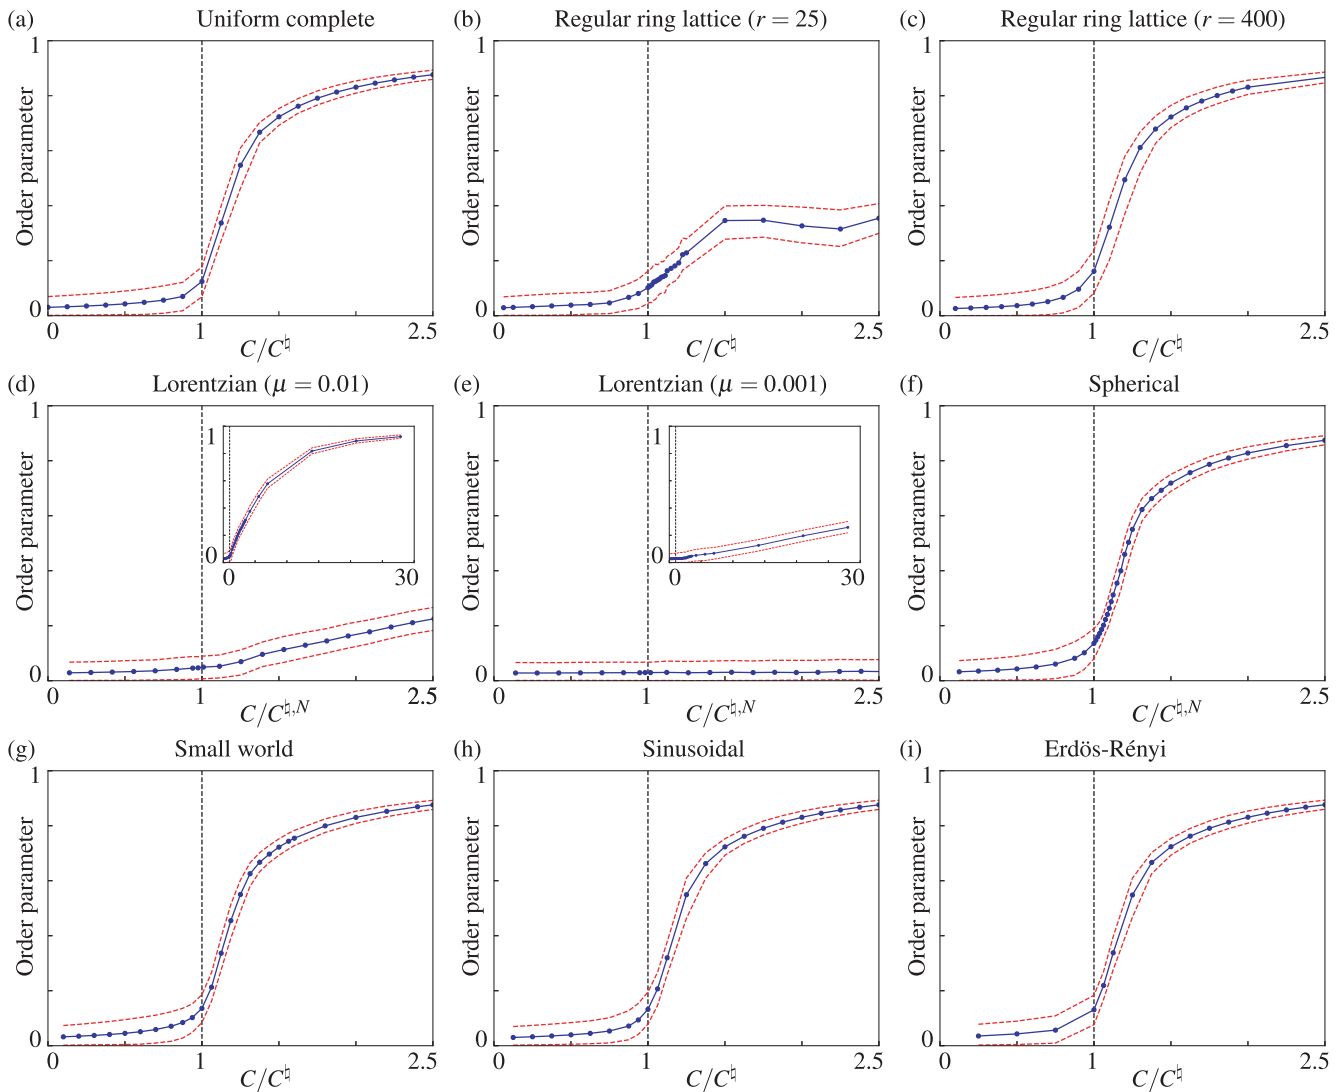 (a) Uniform complete
1
Order parameter
0
0 1 2.5
C/C♮
(b) Regular ring lattice (r = 25)
1
Order parameter
0
0 1 2.5
C/C♮
(c) Regular ring lattice (r = 400)
1
Order parameter
0
0 1 2.5
C/C♮
(d) Lorentzian (μ = 0.01)
1
Order parameter
0
0 1 2.5
C/C♮,N
1
0
0 30
(e) Lorentzian (μ = 0.001)
1
Order parameter
0
0 1 2.5
C/C♮,N
1
0
0 30
(f) Spherical
1
Order parameter
0
0 1 2.5
C/C♮,N
(g) Small world
1
Order parameter
0
0 1 2.5
C/C♮
(h) Sinusoidal
1
Order parameter
0
0 1 2.5
C/C♮
(i) Erdös-Rényi
1
Order parameter
0
0 1 2.5
C/C♮